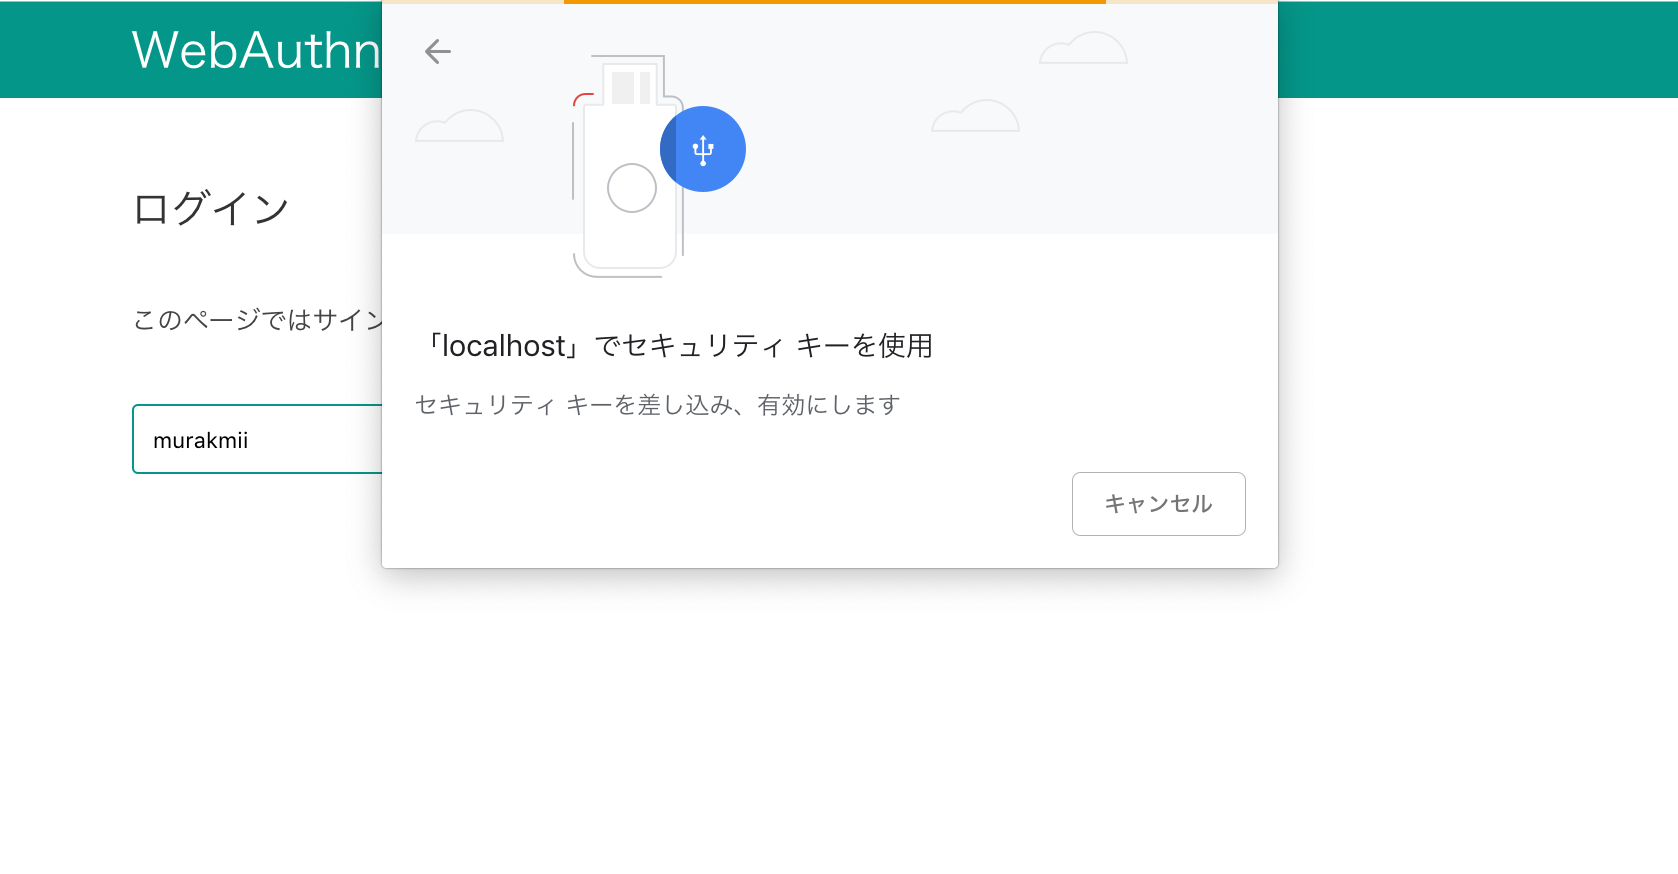 WebAuthn
ログイン
このページではサイン
murakmii
「localhost」でセキュリティ キーを使用
セキュリティ キーを差し込み、有効にします
キャンセル